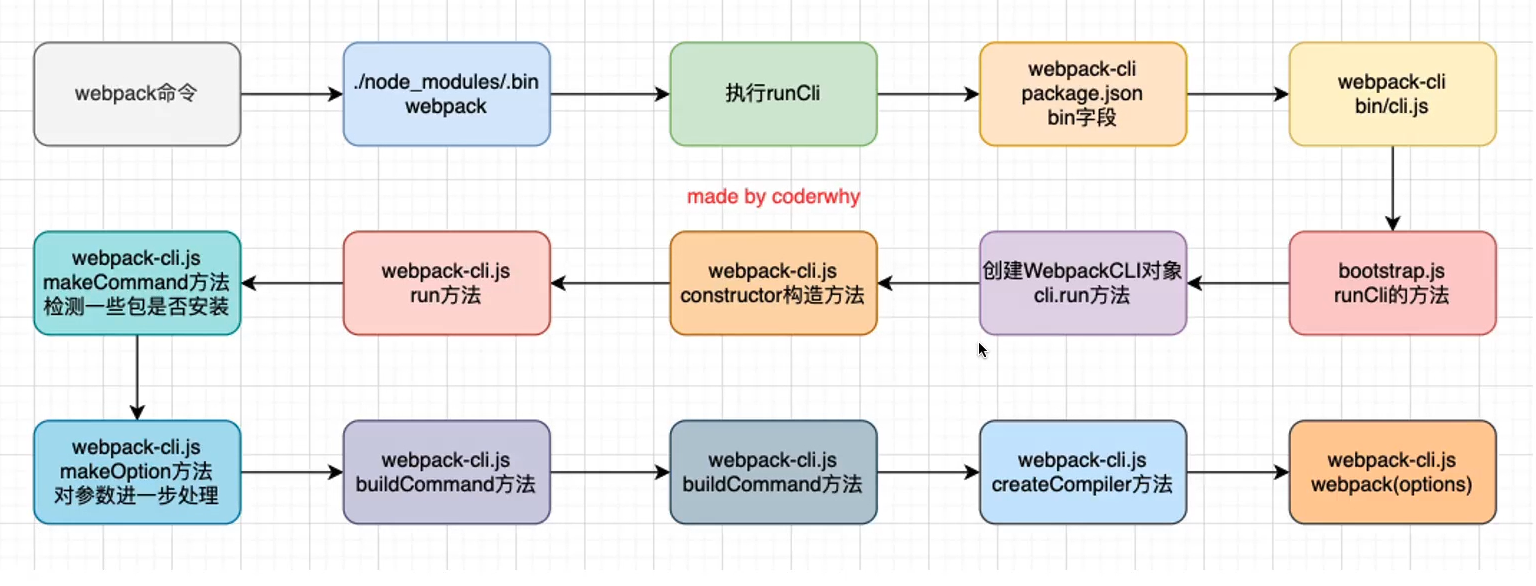 webpack命令
./node_modules/.bin
webpack
执行runCli
webpack-cli
package.json
bin字段
webpack-cli
bin/cli.js
made by coderwhy
webpack-cli.js
makeCommand方法
检测一些包是否安装
webpack-cli.js
run方法
webpack-cli.js
constructor构造方法
创建WebpackCLI对象
cli.run方法
bootstrap.js
runCli的方法
webpack-cli.js
makeOption方法
对参数进一步处理
webpack-cli.js
buildCommand方法
webpack-cli.js
buildCommand方法
webpack-cli.js
createCompiler方法
webpack-cli.js
webpack(options)